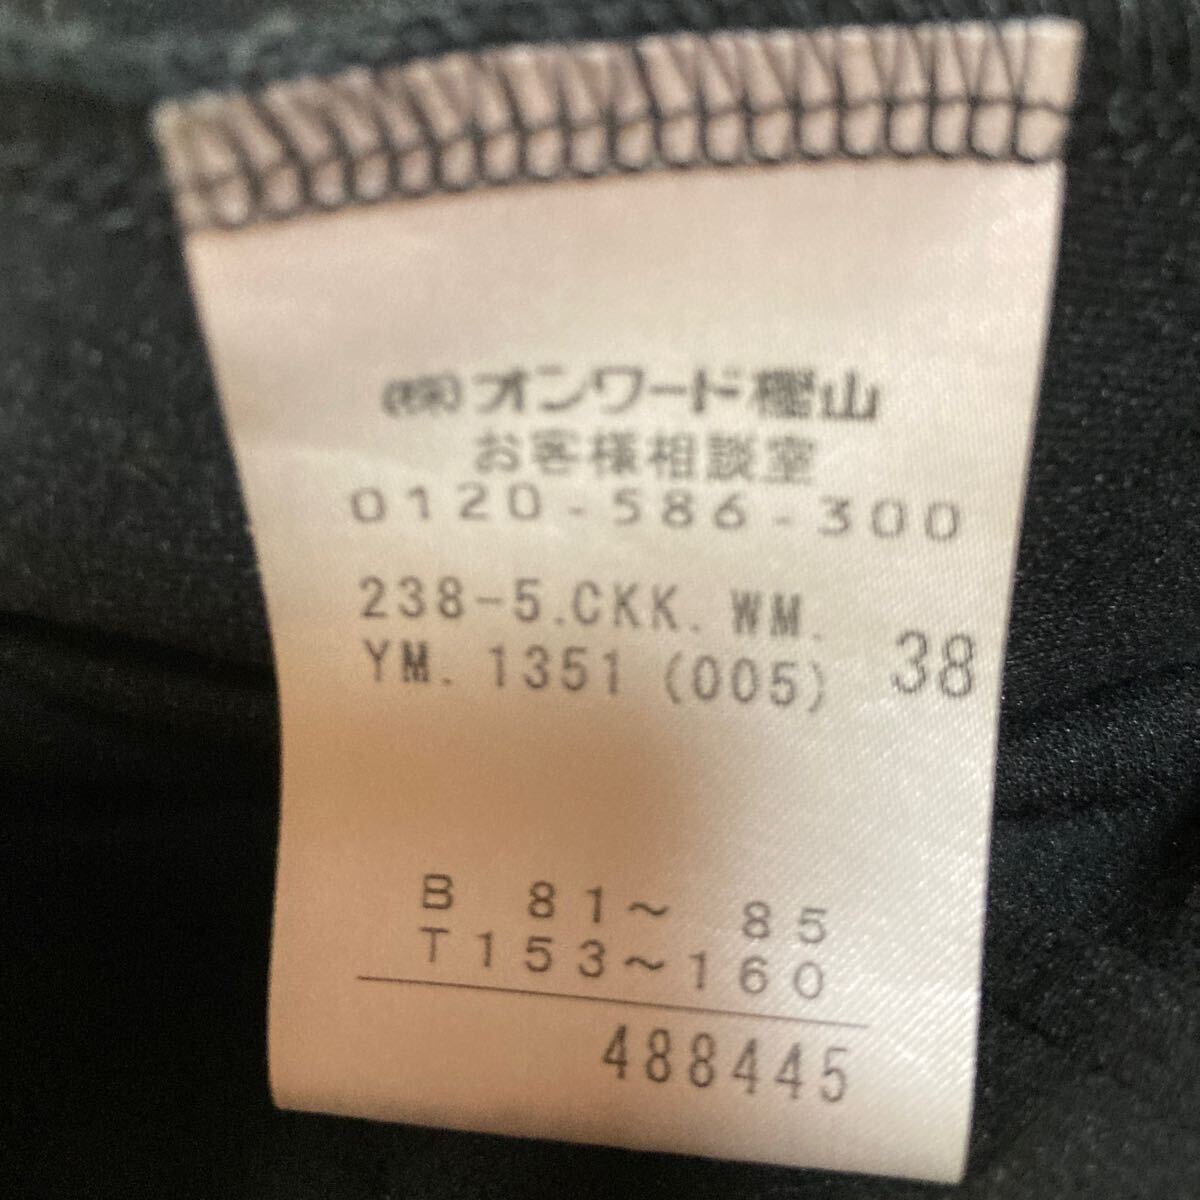 (株)オンワード樫山
お客様相談室
0120-586-300
238-5.CKK.WM.
YM.1351(005) 38
B 81~ 85
T153~160
488445